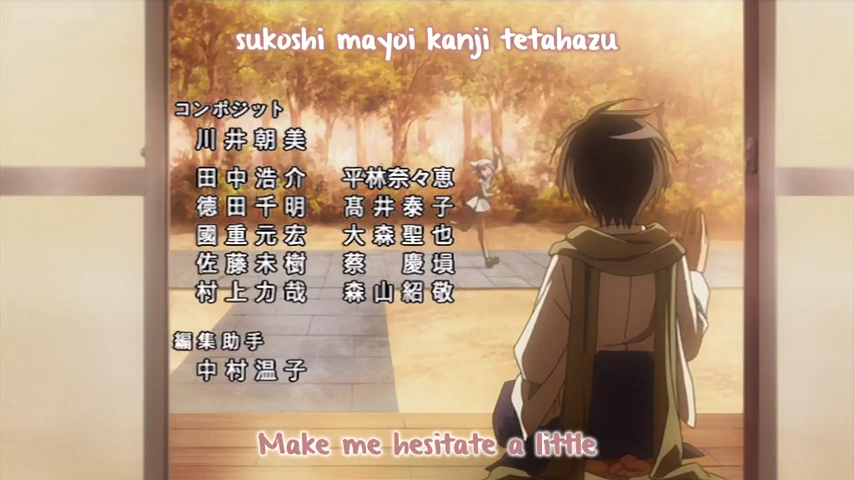 sukoshi mayoi kanji tetahazu
コンポジット
川井朝美
田中浩介 平林奈々恵
德田千明 髙井泰子
國重元宏 大森聖也
佐藤未樹 蔡慶塤
村上力哉 森山紹敬
編集助手
中村温子
Make me hesitate a little